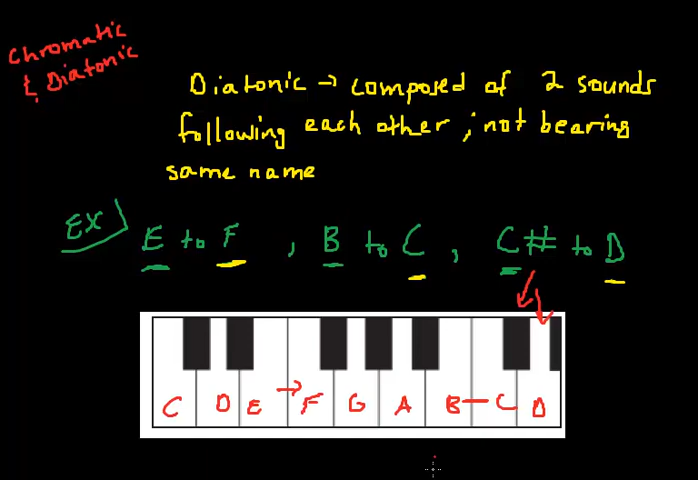 Chromatic
& Diatonic
Diatonic → composed of 2 sounds
following each other ; not bearing
same name
EX) E to F , B to C , C# to D
C D E → F G A B — C D